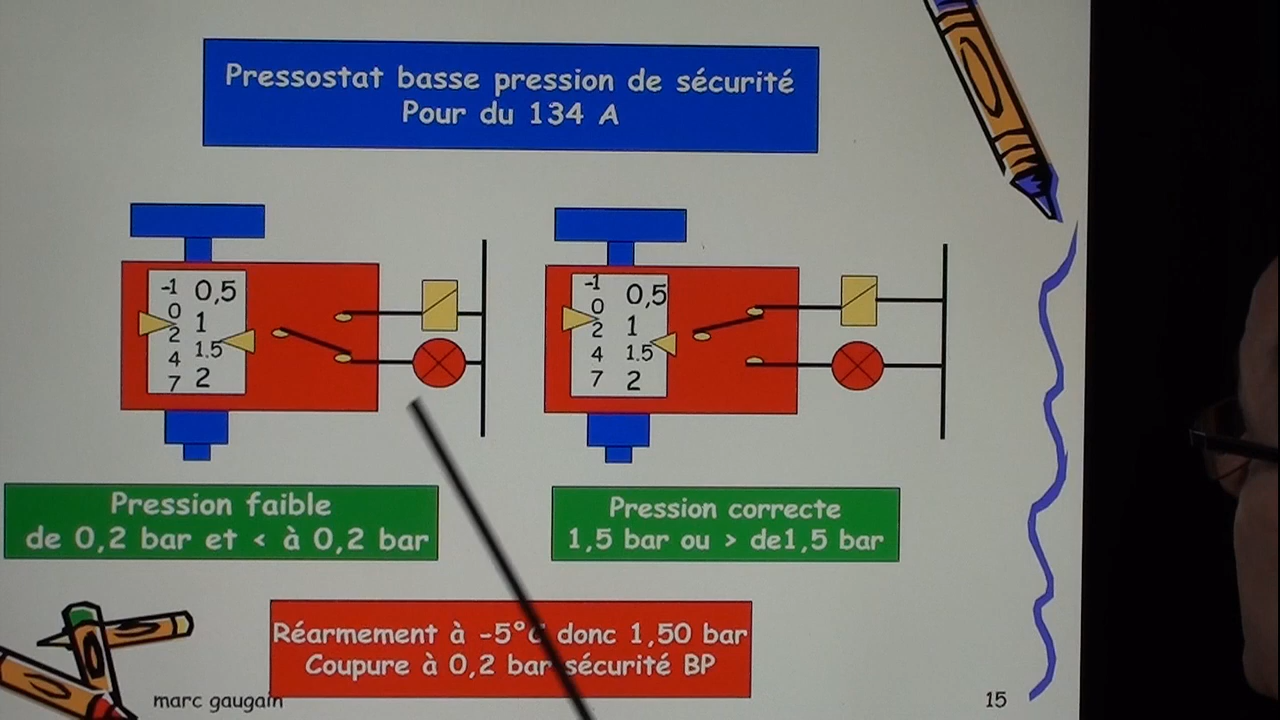 Pressostat basse pression de sécurité
Pour du 134 A
-1 0,5
0
1
2
1.5
4
7 2
-1 0,5
0
1
2
4 1.5
7 2
Pression faible
de 0,2 bar et < à 0,2 bar
Pression correcte
1,5 bar ou > de1,5 bar
Réarmement à -5°C donc 1,50 bar
Coupure à 0,2 bar sécurité BP
marc gaugain
15